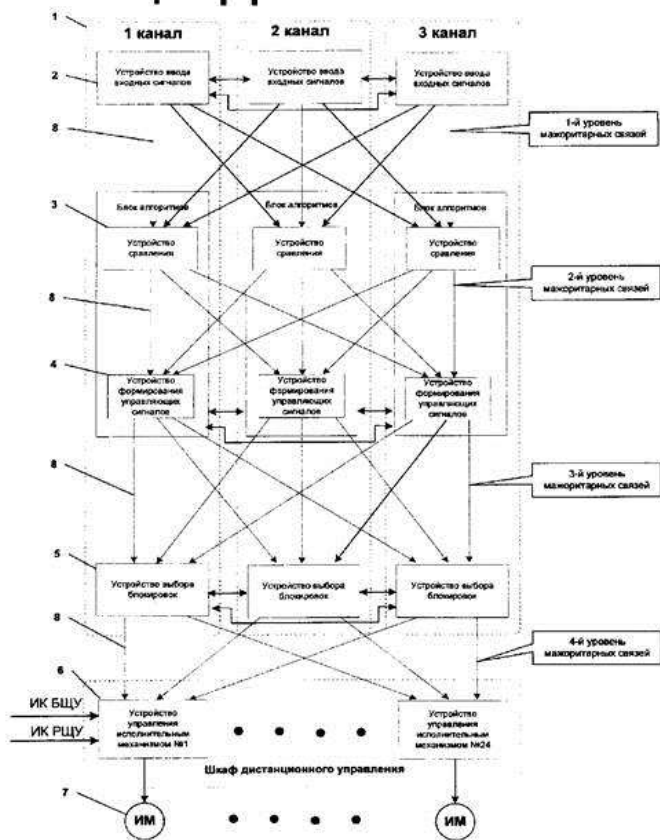 1
1 канал
2 канал
3 канал
2
Устройство ввода
входных сигналов
Устройство ввода
входных сигналов
Устройство ввода
входных сигналов
8
1-й уровень
мажоритарных связей
3
Блок алгоритмов
Блок алгоритмов
Блок алгоритмов
Устройство
сравления
Устройство
сравления
Устройство
сравления
8
2-й уровень
мажоритарных связей
4
Устройство
формирования
управляющих
сигналов
Устройство
формирования
управляющих
сигналов
Устройство
формирования
управляющих
сигналов
8
3-й уровень
мажоритарных связей
5
Устройство выбора
блокировок
Устройство выбора
блокировок
Устройство выбора
блокировок
8
4-й уровень
мажоритарных связей
6
ИК БЩУ
ИК РЩУ
Устройство
управления
исполнительным
механизмом №1
Устройство
управления
исполнительным
механизмом №24
Шкаф дистанционного управления
7
ИМ
ИМ